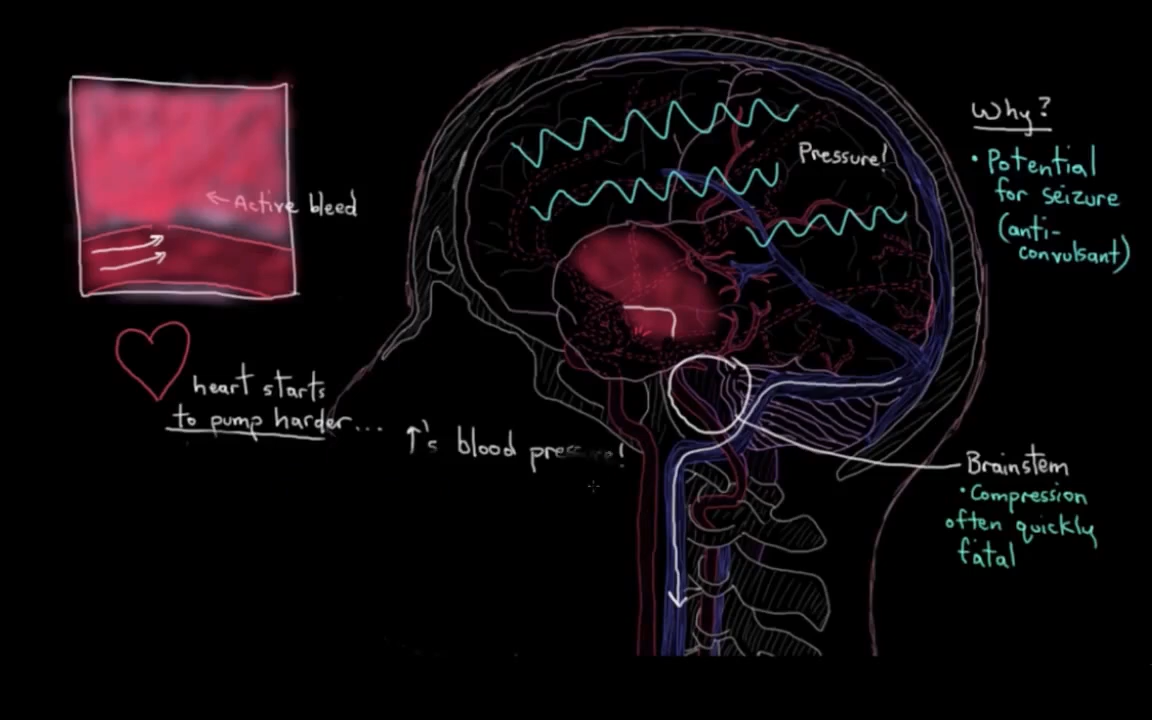 ← Active bleed
heart starts
to pump harder...
↑'s blood pressure!
Pressure!
Why?
• Potential
for seizure
(anti-
convulsant)
Brainstem
• Compression
often quickly
fatal